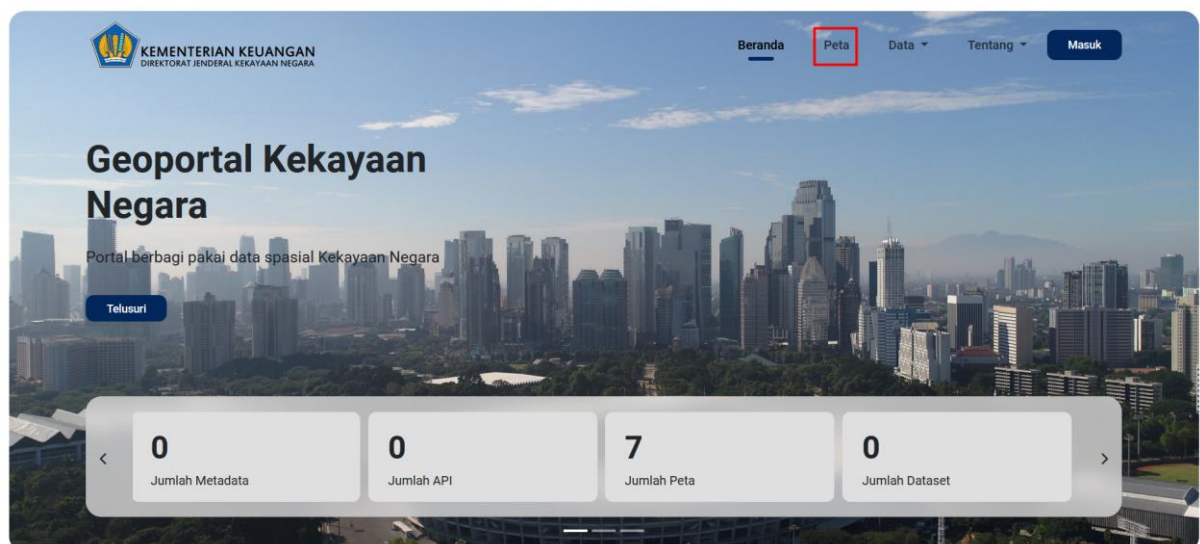 KEMENTERIAN KEUANGAN
DIREKTORAT JENDERAL KEKAYAAN NEGARA
Beranda Peta Data Tentang Masuk
Geoportal Kekayaan
Negara
Portal berbagi pakai data spasial Kekayaan Negara
Telusuri
0 0 7 0
Jumlah Metadata Jumlah API Jumlah Peta Jumlah Dataset